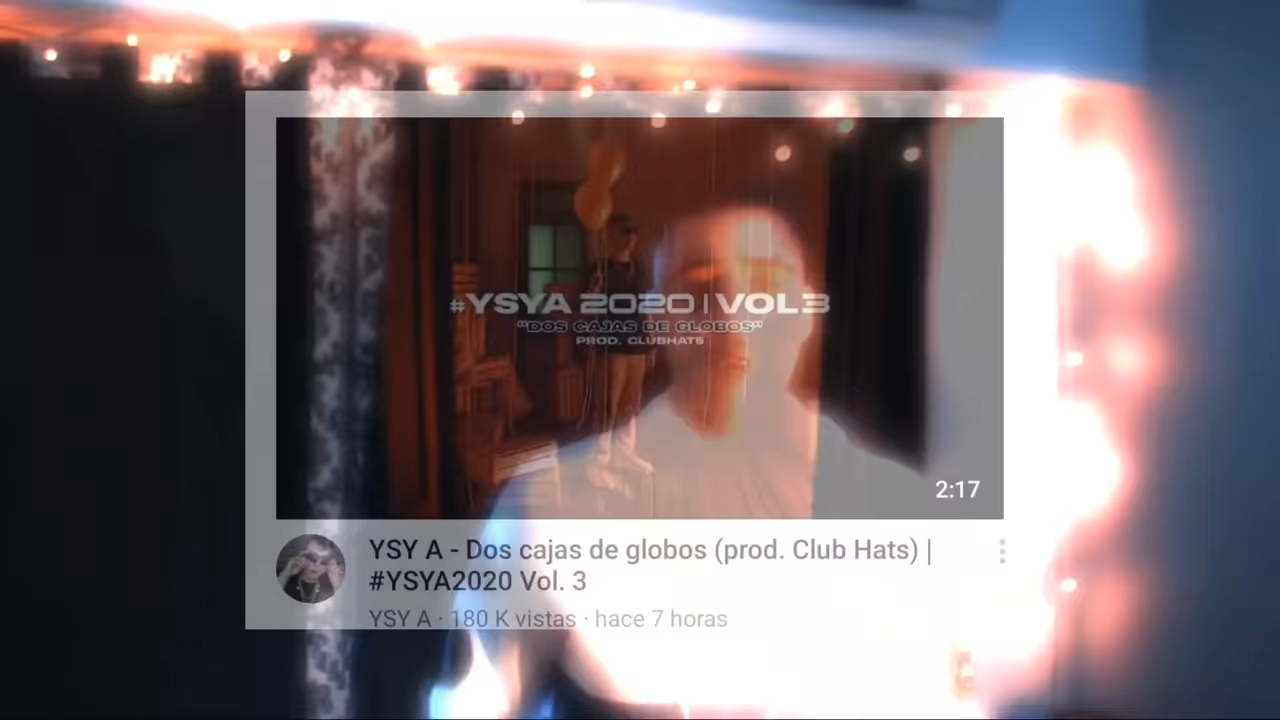 #YSYA 2020 | VOL3
"DOS CAJAS DE GLOBOS"
PROD. CLUBHATS
2:17
YSY A - Dos cajas de globos (prod. Club Hats) |
#YSYA2020 Vol. 3
YSY A · 180 K vistas · hace 7 horas